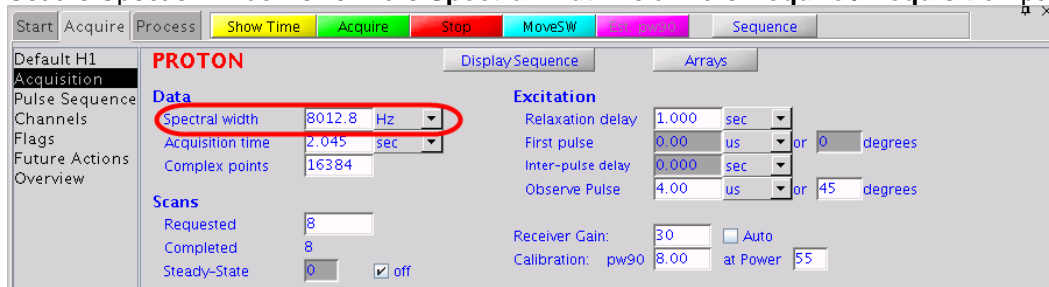 Start Acquire Process Show Time Acquire Stop MoveSW Est. pw90 Sequence
Default H1 PROTON Display Sequence Arrays
Acquisition
Pulse Sequence Data Excitation
Channels Spectral width 8012.8 Hz Relaxation delay 1.000 sec
Flags Acquisition time 2.045 sec First pulse 0.00 us or 0 degrees
Future Actions Complex points 16384 Inter-pulse delay 0.000 sec
Overview Observe Pulse 4.00 us or 45 degrees
Scans
Requested 8
Receiver Gain: 30 Auto
Completed 8
Calibration: pw90 8.00 at Power 55
Steady-State 0 off